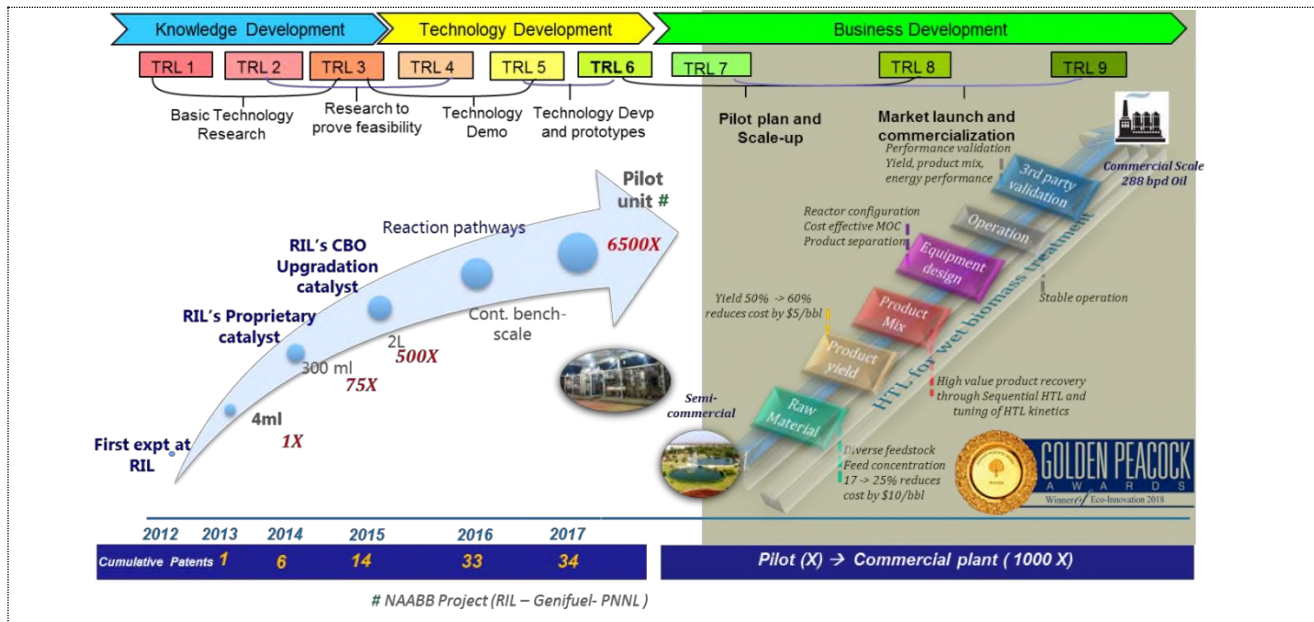 Knowledge Development
Technology Development
Business Development
TRL 1
TRL 2
TRL 3
TRL 4
TRL 5
TRL 6
TRL 7
TRL 8
TRL 9
Basic Technology
Research
Research to
prove feasibility
Technology
Demo
Technology Devp
and prototypes
Pilot plan and
Scale-up
Market launch and
commercialization
Performance validation
Yield, product mix,
energy performance
Commercial Scale
288 bpd Oil
3rd party
validation
Operation
Stable operation
Reactor configuration
Cost effective MOC
Product separation
Equipment
design
Product
Mix
Yield 50% -> 60%
reduces cost by $5/bbl
Product
yield
High value product recovery
through Sequential HTL and
tuning of HTL kinetics
Raw
Material
Diverse feedstock
Feed concentration
17 -> 25% reduces
cost by $10/bbl
HTL for wet biomass treatment
Semi-
commercial
GOLDEN PEACOCK
AWARDS
Winner of Eco-Innovation 2018
Pilot
unit #
6500X
Reaction pathways
Cont. bench-
scale
RIL's CBO
Upgradation
catalyst
2L
500X
RIL's Proprietary
catalyst
300 ml
75X
4ml
1X
First expt at
RIL
2012 2013 2014 2015 2016 2017
Cumulative Patents 1 6 14 33 34
Pilot (X) → Commercial plant ( 1000 X)
# NAABB Project (RIL – Genifuel- PNNL )